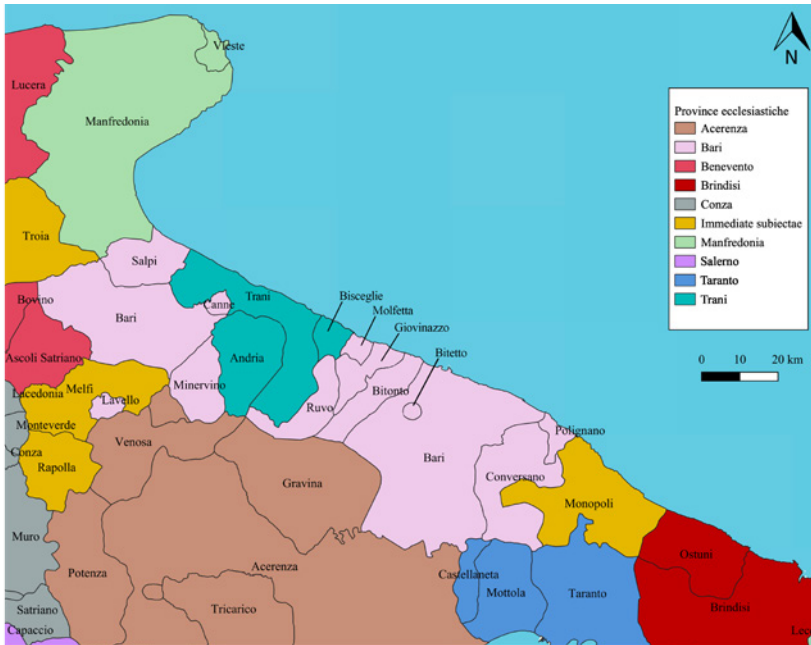 Vieste
Lucera
Manfredonia
N
Province ecclesiastiche
Acerenza
Bari
Benevento
Brindisi
Conza
Immediate subiectae
Manfredonia
Salerno
Taranto
Trani
Troia
Salpi
Bovino
Trani
Bisceglie
Canne
Molfetta
Bari
Giovinazzo
Bitetto
Ascoli Satriano
Andria
Minervino
0 10 20 km
Lacedonia
Melfi
Lavello
Ruvo
Bitonto
Monteverde
Venosa
Polignano
Conza
Rapolla
Bari
Conversano
Gravina
Monopoli
Muro
Ostuni
Potenza
Acerenza
Castellaneta
Mottola
Taranto
Satriano
Tricarico
Brindisi
Capaccio
Lec